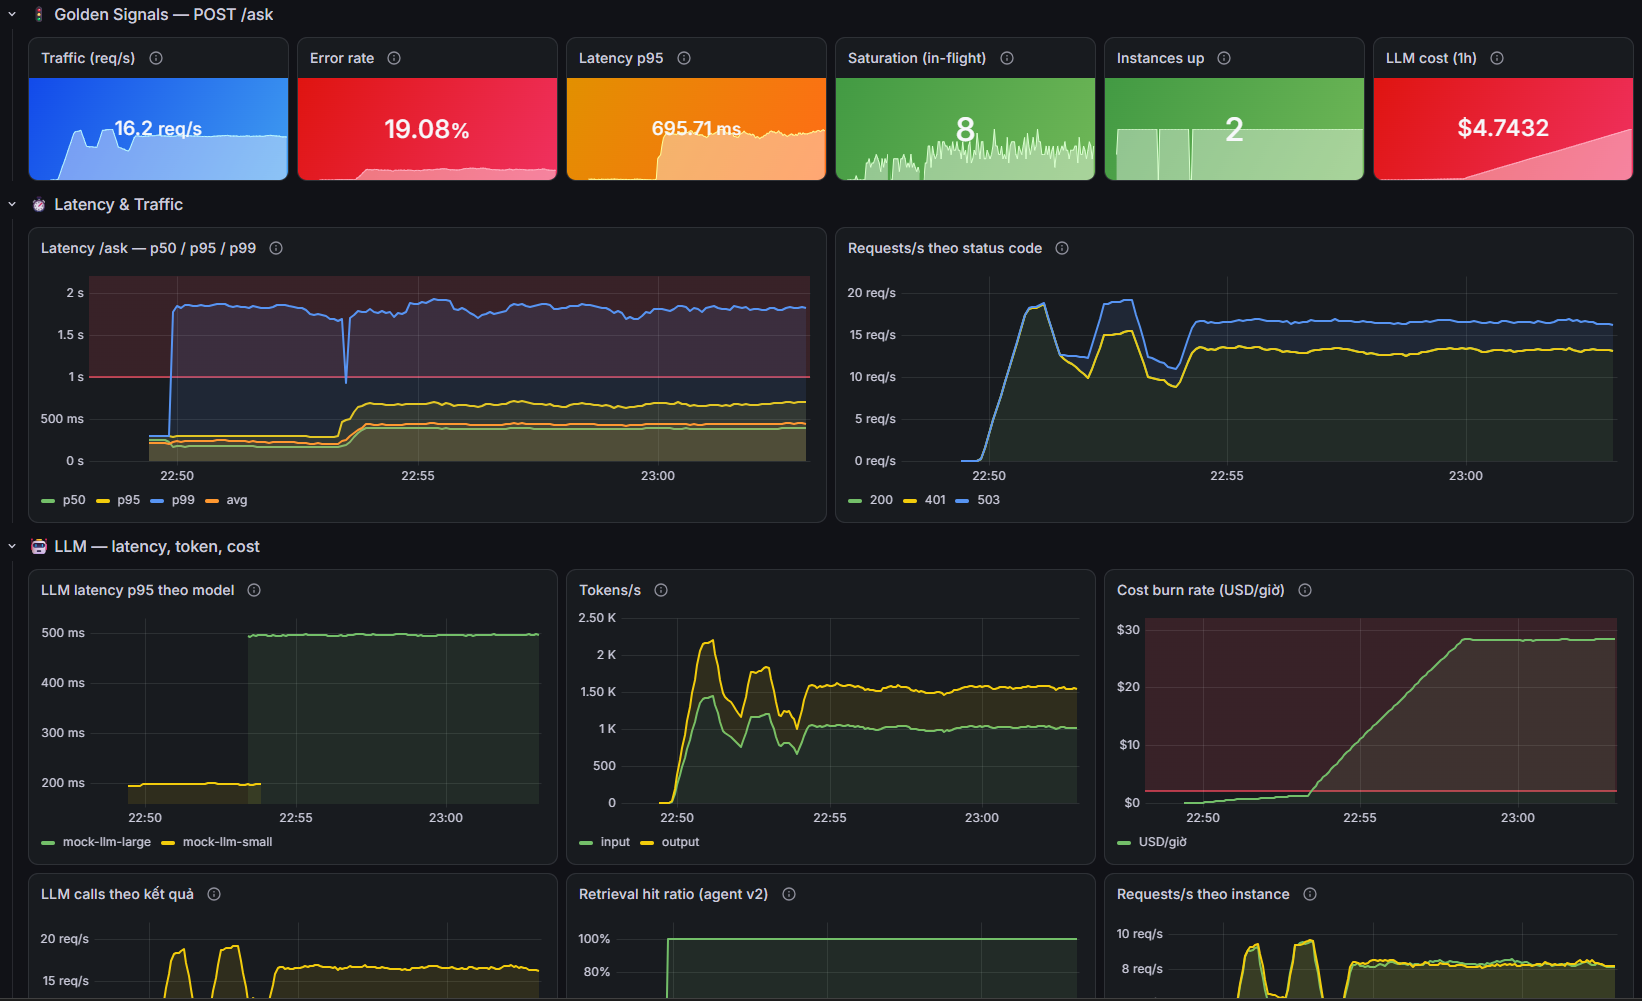 Golden Signals — POST /ask
Traffic (req/s)
16.2 req/s
Error rate
19.08%
Latency p95
695.71 ms
Saturation (in-flight)
8
Instances up
2
LLM cost (1h)
$4.7432
Latency & Traffic
Latency /ask — p50 / p95 / p99
2 s
1.5 s
1 s
500 ms
0 s
22:50 22:55 23:00
p50 p95 p99 avg
Requests/s theo status code
20 req/s
15 req/s
10 req/s
5 req/s
0 req/s
22:50 22:55 23:00
200 401 503
LLM — latency, token, cost
LLM latency p95 theo model
500 ms
400 ms
300 ms
200 ms
22:50 22:55 23:00
mock-llm-large mock-llm-small
Tokens/s
2.50 K
2 K
1.50 K
1 K
500
0
22:50 22:55 23:00
input output
Cost burn rate (USD/giờ)
$30
$20
$10
$0
22:50 22:55 23:00
USD/giờ
LLM calls theo kết quả
20 req/s
15 req/s
Retrieval hit ratio (agent v2)
100%
80%
Requests/s theo instance
10 req/s
8 req/s